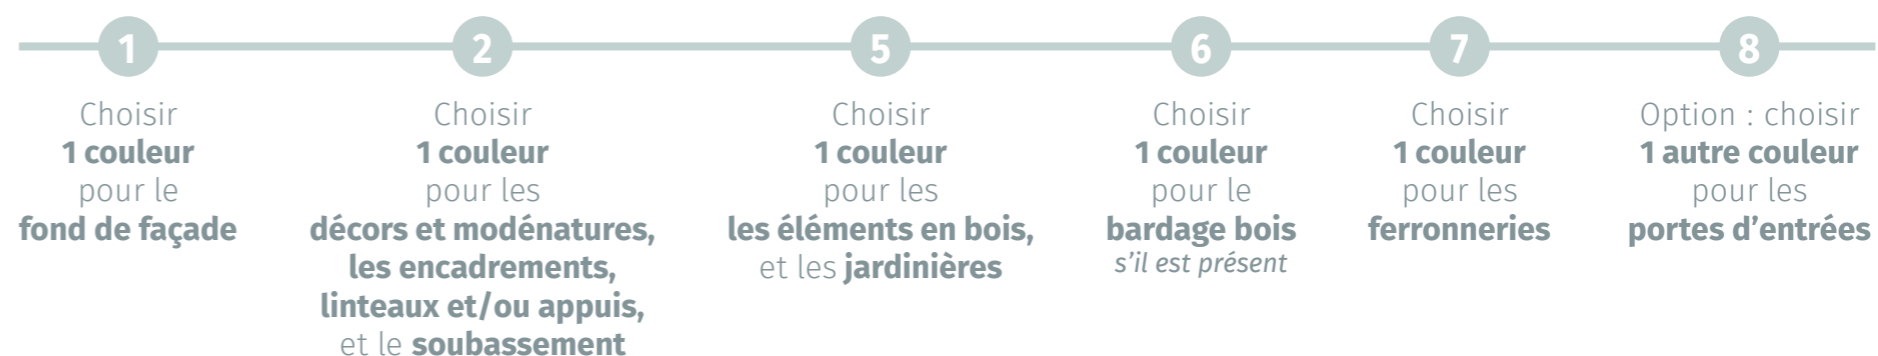 1
Choisir
1 couleur
pour le
fond de façade
2
Choisir
1 couleur
pour les
décors et modénatures,
les encadrements,
linteaux et/ou appuis,
et le soubassement
5
Choisir
1 couleur
pour les
les éléments en bois,
et les jardinières
6
Choisir
1 couleur
pour le
bardage bois
s'il est présent
7
Choisir
1 couleur
pour les
ferronneries
8
Option : choisir
1 autre couleur
pour les
portes d'entrées